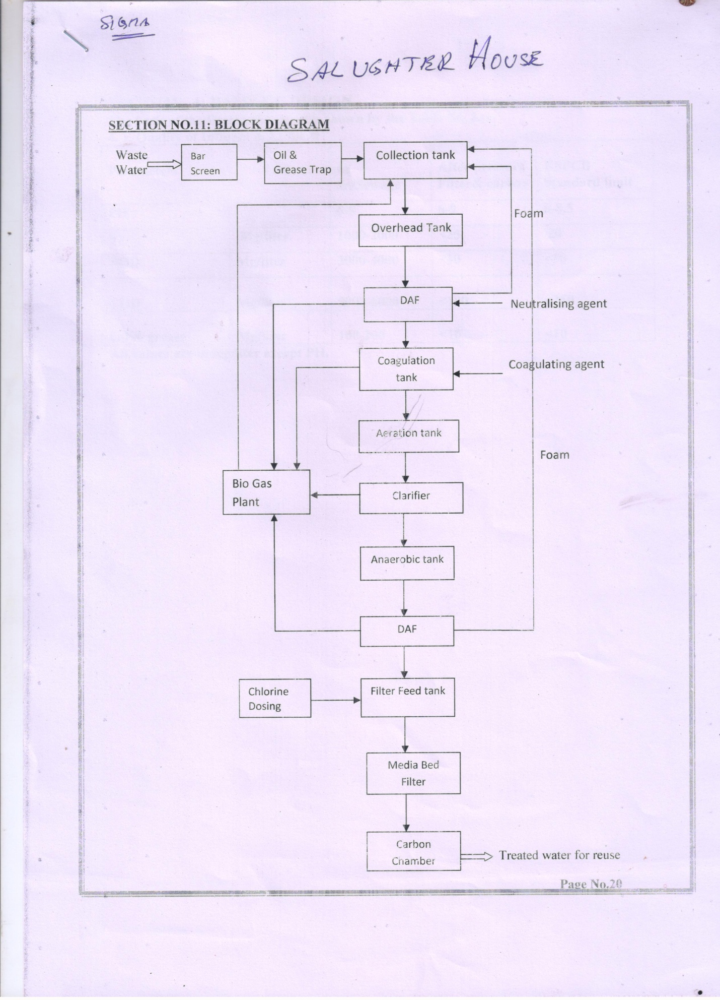 SIGMA
SALUGHTER HOUSE
SECTION NO.11: BLOCK DIAGRAM
Waste
Water
Bar
Screen
Oil &
Grease Trap
Collection tank
Foam
Overhead Tank
DAF
Neutralising agent
Coagulation
tank
Coagulating agent
Aeration tank
Foam
Bio Gas
Plant
Clarifier
Anaerobic tank
DAF
Chlorine
Dosing
Filter Feed tank
Media Bed
Filter
Carbon
Chamber
Treated water for reuse
Page No.20